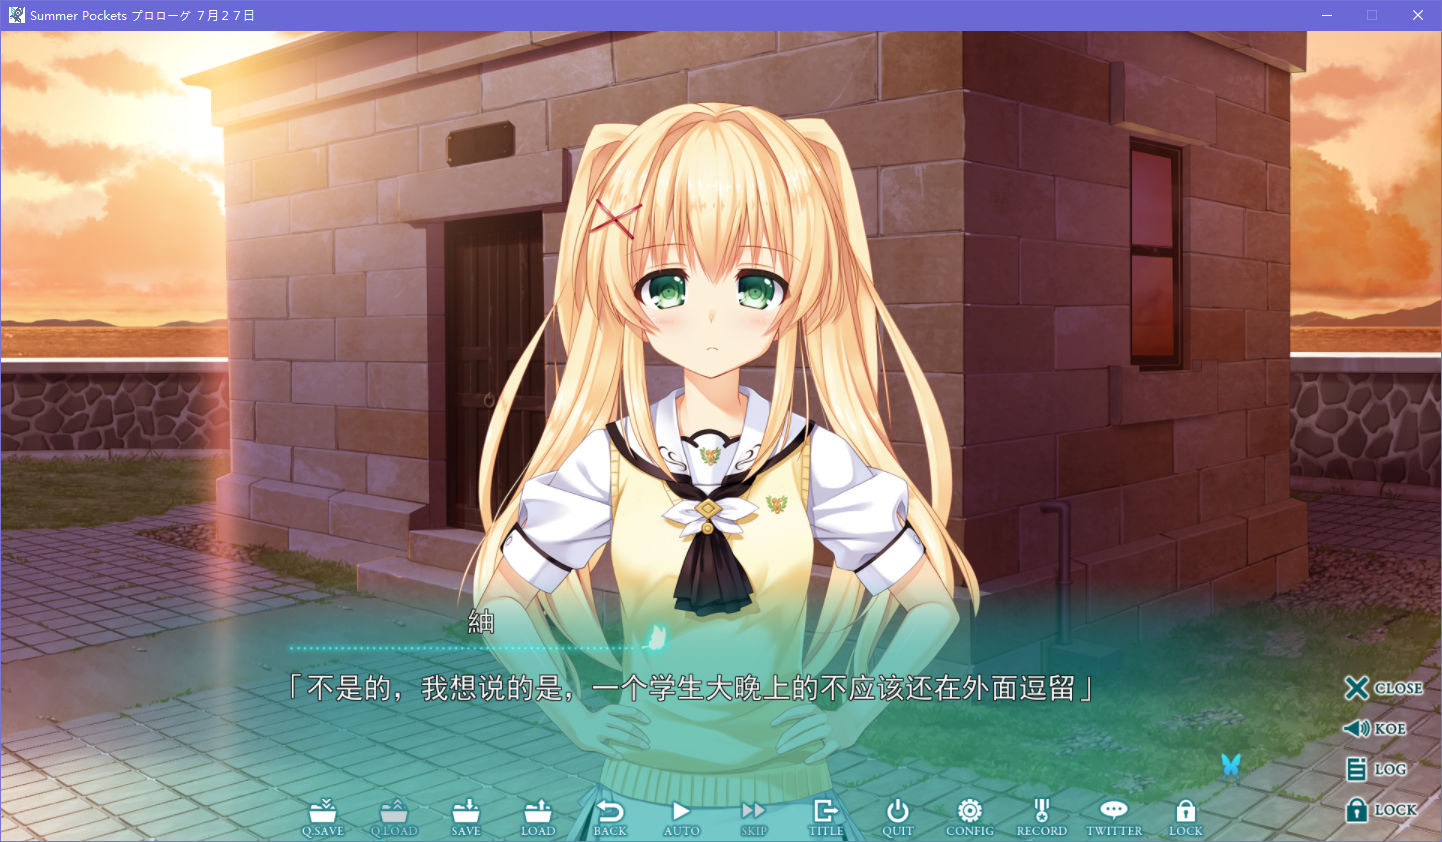 Summer Pockets プロローグ 7月27日
紬
「不是的，我想说的是，一个学生大晚上的不应该还在外面逗留」
CLOSE
KOE
LOG
LOCK
Q.SAVE Q.LOAD SAVE LOAD BACK AUTO SKIP TITLE QUIT CONFIG RECORD TWITTER LOCK